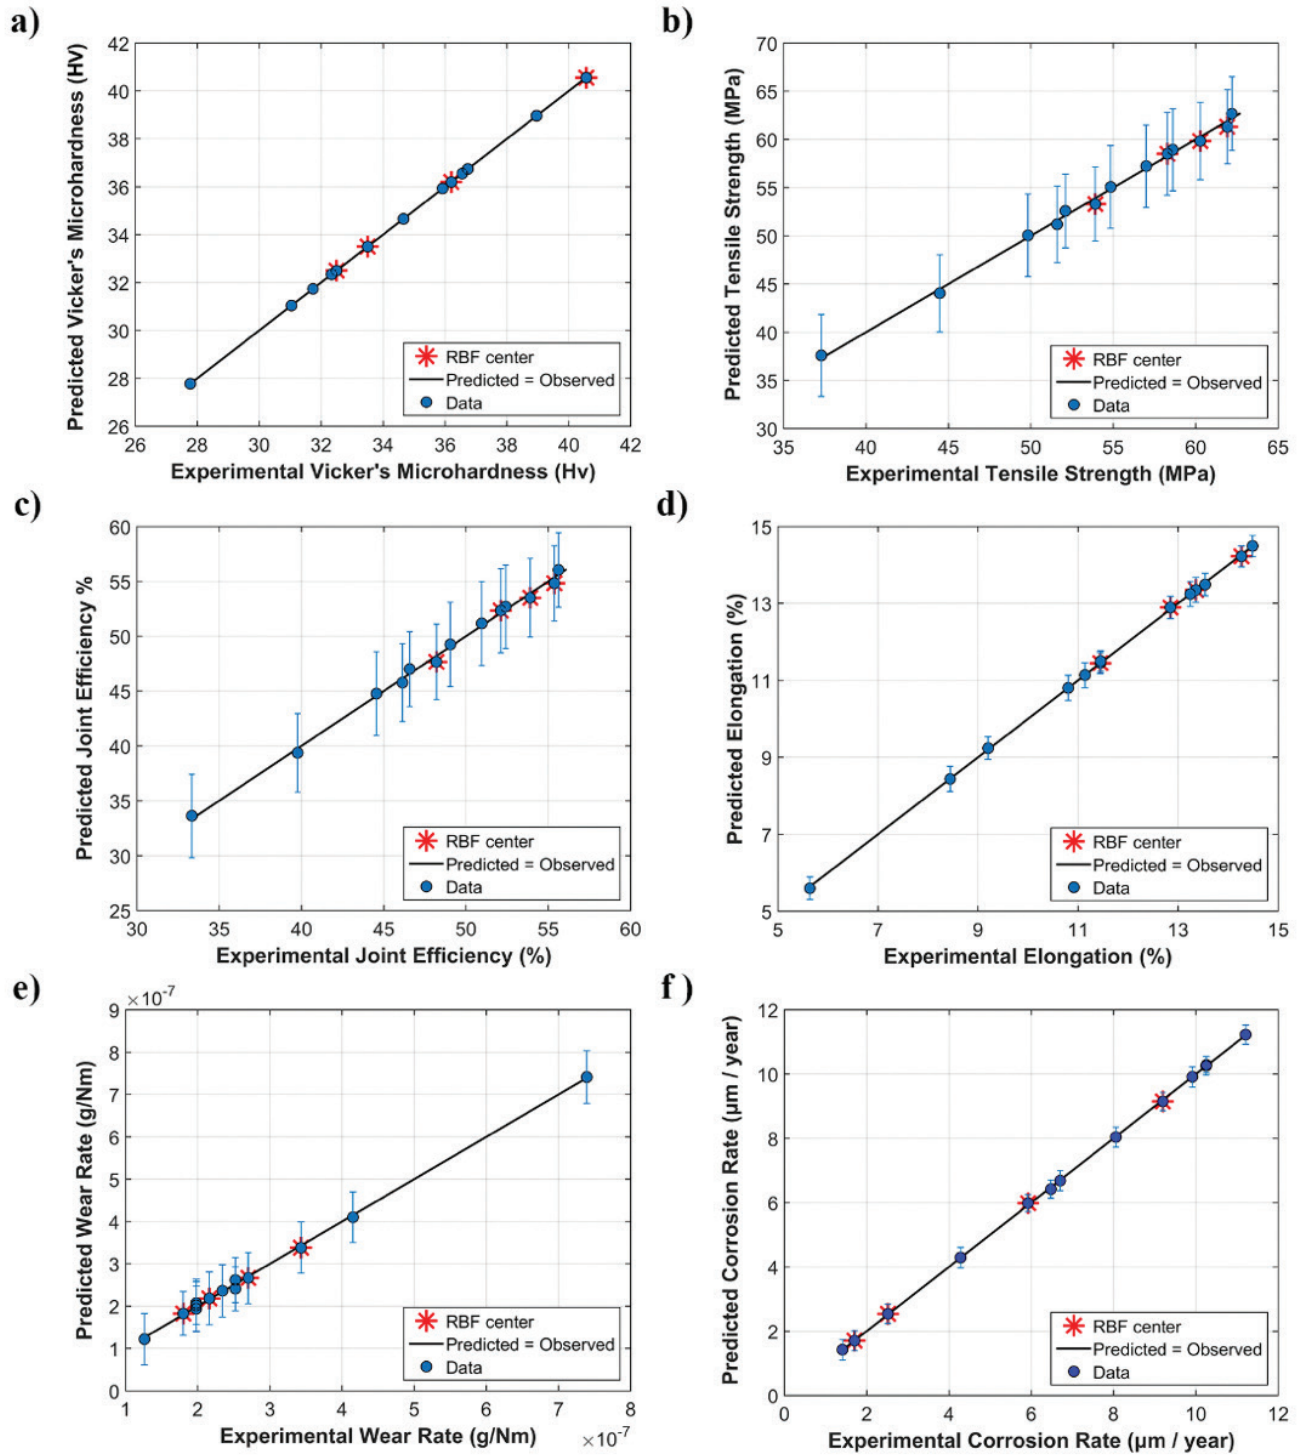 a)
Predicted Vicker's Microhardness (Hv)
42
40
38
36
34
32
30
28
26
RBF center
Predicted = Observed
Data
26 28 30 32 34 36 38 40 42
Experimental Vicker's Microhardness (Hv)
b)
Predicted Tensile Strength (MPa)
70
65
60
55
50
45
40
35
30
RBF center
Predicted = Observed
Data
35 40 45 50 55 60 65
Experimental Tensile Strength (MPa)
c)
Predicted Joint Efficiency %
60
55
50
45
40
35
30
25
RBF center
Predicted = Observed
Data
30 35 40 45 50 55 60
Experimental Joint Efficiency (%)
d)
Predicted Elongation (%)
15
13
11
9
7
5
RBF center
Predicted = Observed
Data
5 7 9 11 13 15
Experimental Elongation (%)
e)
×10-7
Predicted Wear Rate (g/Nm)
9
8
7
6
5
4
3
2
1
0
RBF center
Predicted = Observed
Data
1 2 3 4 5 6 7 8
Experimental Wear Rate (g/Nm) ×10-7
f )
Predicted Corrosion Rate (µm / year)
12
10
8
6
4
2
0
RBF center
Predicted = Observed
Data
0 2 4 6 8 10 12
Experimental Corrosion Rate (µm / year)